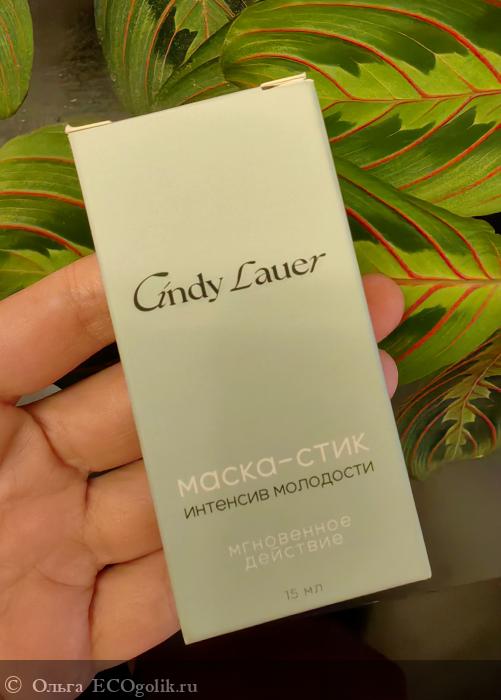 Cindy Lauer
маска-стик
интенсив молодости
мгновенное
действие
15 мл
© Ольга ECOgolik.ru